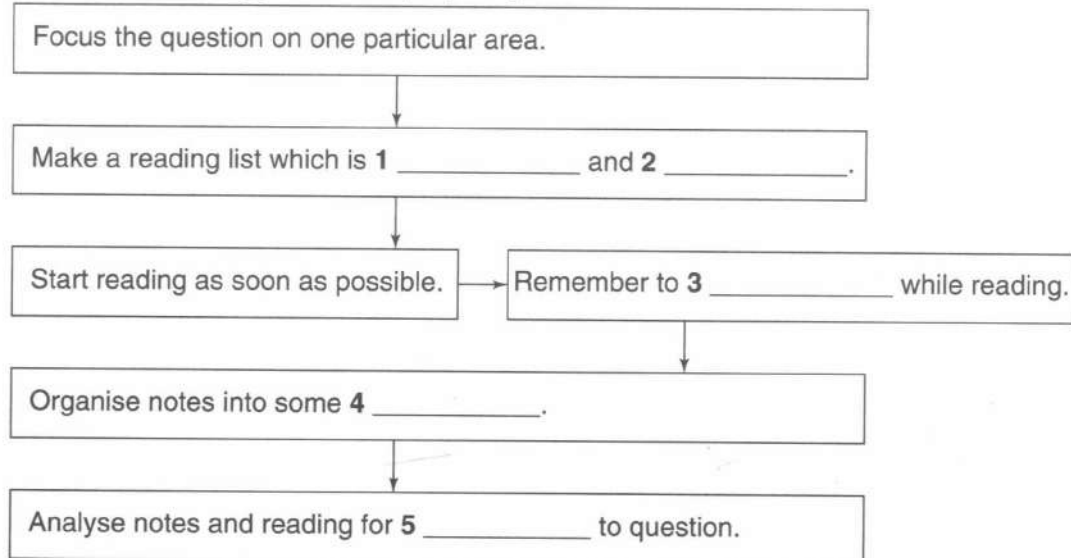 Focus the question on one particular area.
Make a reading list which is 1 ____________ and 2 ____________.
Start reading as soon as possible.
Remember to 3 ____________ while reading.
Organise notes into some 4 ___________.
Analyse notes and reading for 5 ___________ to question.